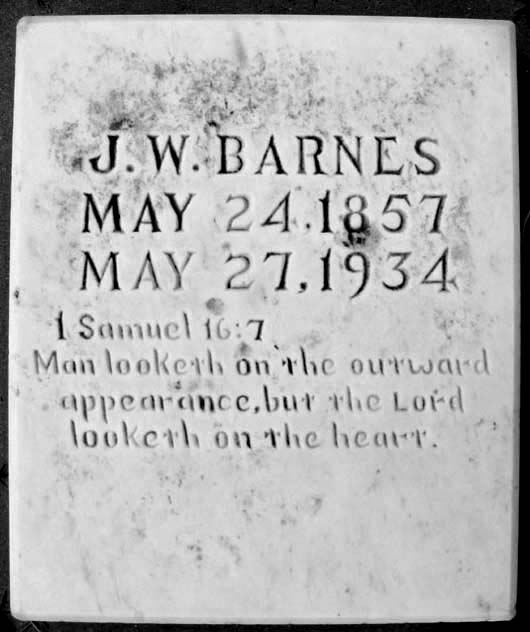 J. W. BARNES
MAY 24. 1857
MAY 27, 1934
1 Samuel 16:7
Man looketh on the outward
appearance, but the Lord
looketh on the heart.